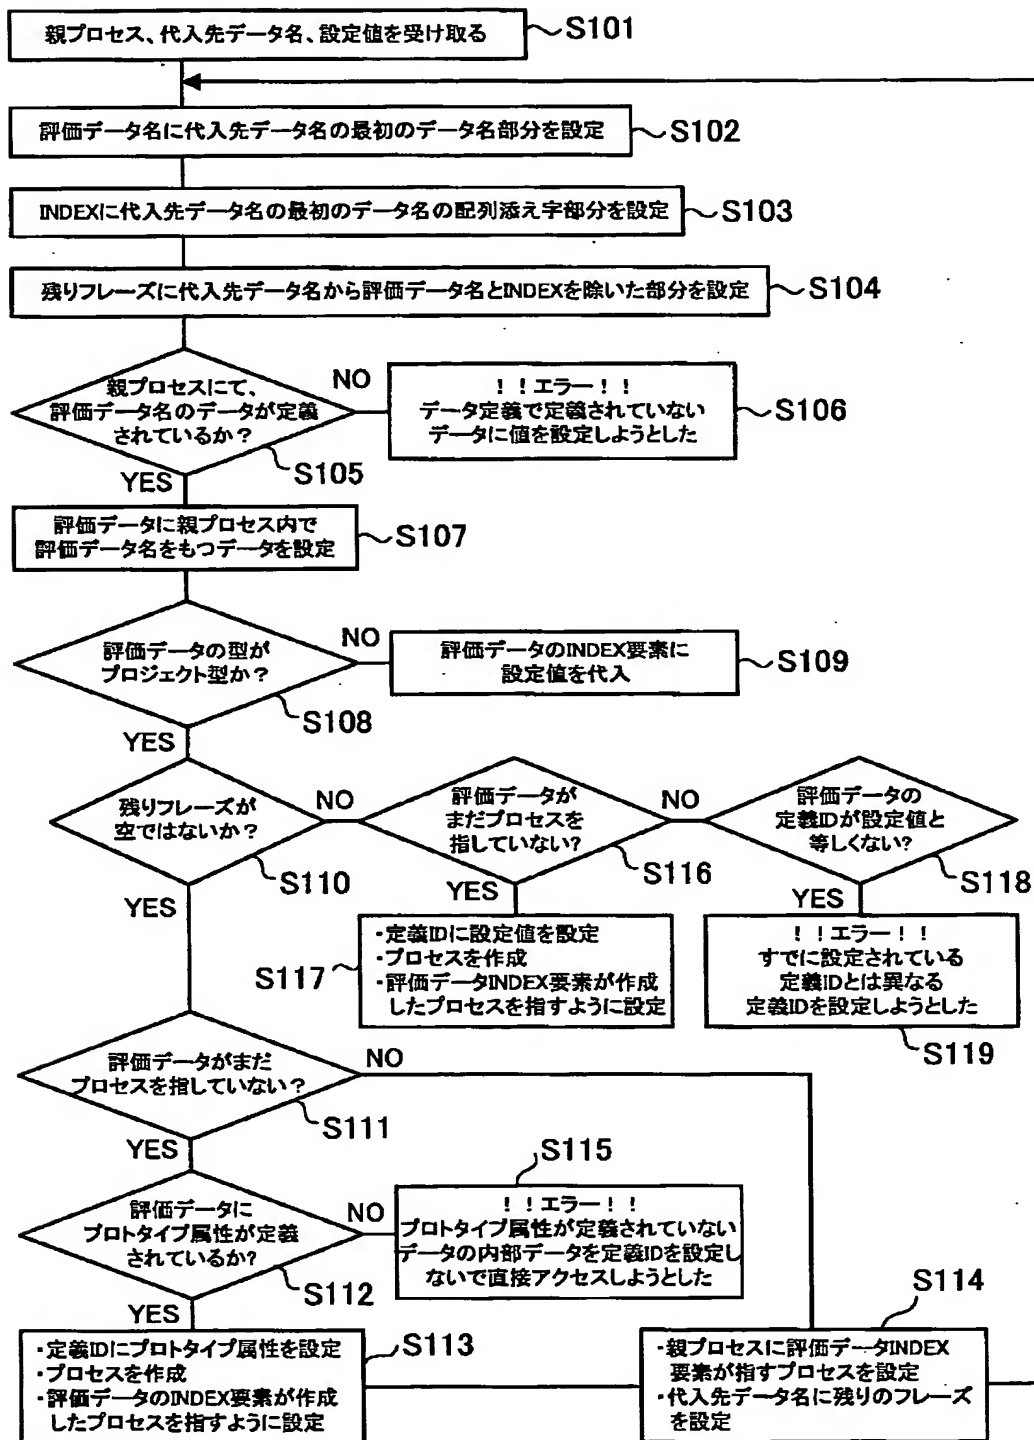 親プロセス、代入先データ名、設定値を受け取る
S101
評価データ名に代入先データ名の最初のデータ名部分を設定
S102
INDEXに代入先データ名の最初のデータ名の配列添え字部分を設定
S103
残りフレーズに代入先データ名から評価データ名とINDEXを除いた部分を設定
S104
親プロセスにて、
評価データ名のデータが定義
されているか？
S105
NO
！！エラー！！
データ定義で定義されていない
データに値を設定しようとした
S106
YES
評価データに親プロセス内で
評価データ名をもつデータを設定
S107
評価データの型が
プロジェクト型か？
S108
NO
評価データのINDEX要素に
設定値を代入
S109
YES
残りフレーズが
空ではないか？
S110
NO
評価データが
まだプロセスを
指していない?
S116
NO
評価データの
定義IDが設定値と
等しくない?
S118
YES
YES
・定義IDに設定値を設定
・プロセスを作成
・評価データINDEX要素が作成
したプロセスを指すように設定
S117
YES
！！エラー！！
すでに設定されている
定義IDとは異なる
定義IDを設定しようとした
S119
評価データがまだ
プロセスを指していない？
S111
NO
YES
評価データに
プロトタイプ属性が定義
されているか?
S112
NO
S115
！！エラー！！
プロトタイプ属性が定義されていない
データの内部データを定義IDを設定し
ないで直接アクセスしようとした
YES
・定義IDにプロトタイプ属性を設定
・プロセスを作成
・評価データのINDEX要素が作成
したプロセスを指すように設定
S113
S114
・親プロセスに評価データINDEX
要素が指すプロセスを設定
・代入先データ名に残りのフレーズ
を設定